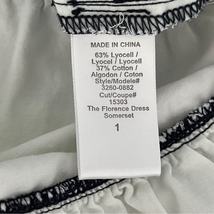 MADE IN CHINA
63% Lyocell /
Lyocel / Lyocell
37% Cotton /
Algodon / Coton
Style/Modele#
3260-0882
Cut/Coupe#
15303
The Florence Dress
Somerset
1